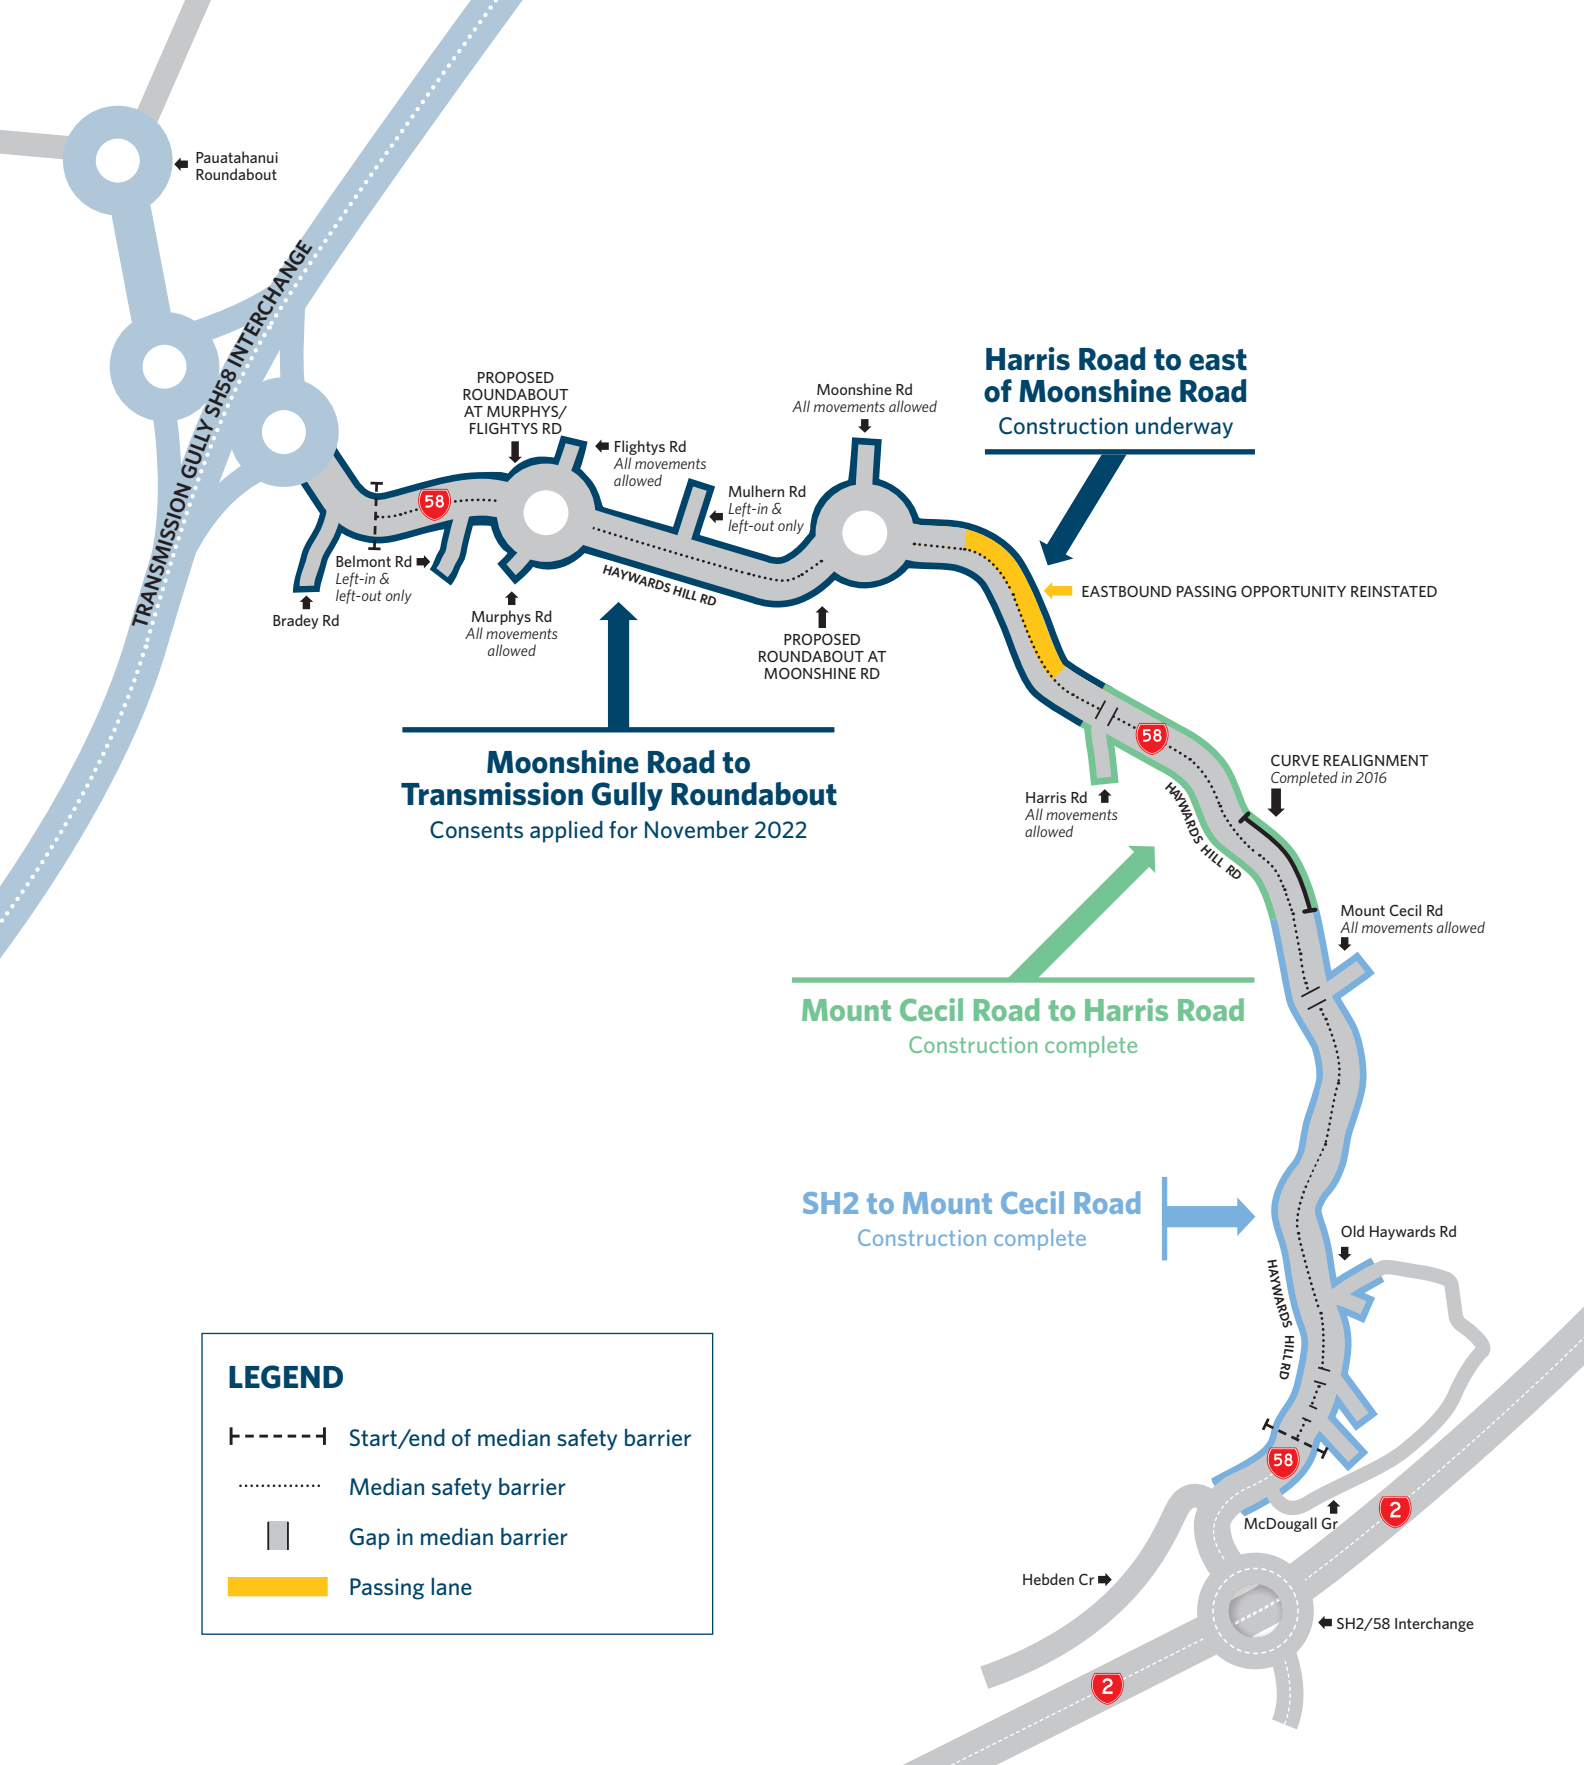 Pauatahanui
Roundabout
TRANSMISSION GULLY SH58 INTERCHANGE
PROPOSED
ROUNDABOUT
AT MURPHYS/
FLIGHTYS RD
Flightys Rd
All movements
allowed
Mulhern Rd
Left-in &
left-out only
Moonshine Rd
All movements allowed
Harris Road to east
of Moonshine Road
Construction underway
58
Belmont Rd
Left-in &
left-out only
Bradey Rd
Murphys Rd
All movements
allowed
HAYWARDS HILL RD
PROPOSED
ROUNDABOUT AT
MOONSHINE RD
EASTBOUND PASSING OPPORTUNITY REINSTATED
Moonshine Road to
Transmission Gully Roundabout
Consents applied for November 2022
58
Harris Rd
All movements
allowed
HAYWARDS HILL RD
CURVE REALIGNMENT
Completed in 2016
Mount Cecil Rd
All movements allowed
Mount Cecil Road to Harris Road
Construction complete
SH2 to Mount Cecil Road
Construction complete
Old Haywards Rd
HAYWARDS HILL RD
58
McDougall Gr
2
Hebden Cr
SH2/58 Interchange
2
LEGEND
Start/end of median safety barrier
Median safety barrier
Gap in median barrier
Passing lane